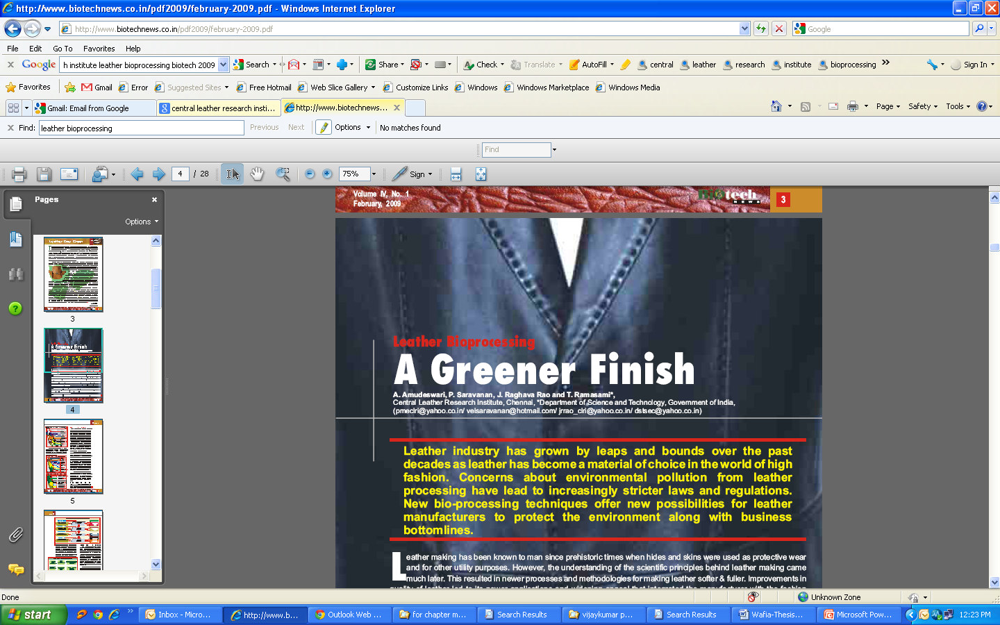 http://www.biotechnews.co.in/pdf2009/february-2009.pdf - Windows Internet Explorer
http://www.biotechnews.co.in/pdf2009/february-2009.pdf
Google
File Edit Go To Favorites Help
Google h institute leather bioprocessing biotech 2009 Search Share Check Translate AutoFill central leather research institute bioprocessing Sign In
Favorites Gmail Error Suggested Sites Free Hotmail Web Slice Gallery Customize Links Windows Windows Marketplace Windows Media
Gmail: Email from Google central leather research insti... http://www.biotechnews... Page Safety Tools
Find: leather bioprocessing Previous Next Options No matches found
Find
4 / 28 75% Sign
Pages
Options
3
4
5
Volume IV, No. 1
February, 2009
Biotech
NEWS
3
Leather Bioprocessing
A Greener Finish
A. Amudeswari, P. Saravanan, J. Raghava Rao and T. Ramasami*,
Central Leather Research Institute, Chennai, *Department of Science and Technology, Government of India,
(pmeclri@yahoo.co.in/ velsaravanan@hotmail.com/ jrrao_clri@yahoo.co.in/ dstsec@yahoo.co.in)
Leather industry has grown by leaps and bounds over the past
decades as leather has become a material of choice in the world of high
fashion. Concerns about environmental pollution from leather
processing have lead to increasingly stricter laws and regulations.
New bio-processing techniques offer new possibilities for leather
manufacturers to protect the environment along with business
bottomlines.
Leather making has been known to man since prehistoric times when hides and skins were used as protective wear
and for other utility purposes. However, the understanding of the scientific principles behind leather making came
much later. This resulted in newer processes and methodologies for making leather softer & fuller. Improvements in
Done Unknown Zone
start Inbox - Micro... http://www.b... Outlook Web ... for chapter m... Search Results vijaykumar p... Search Results Wafia-Thesis... Microsoft Pow... 12:23 PM